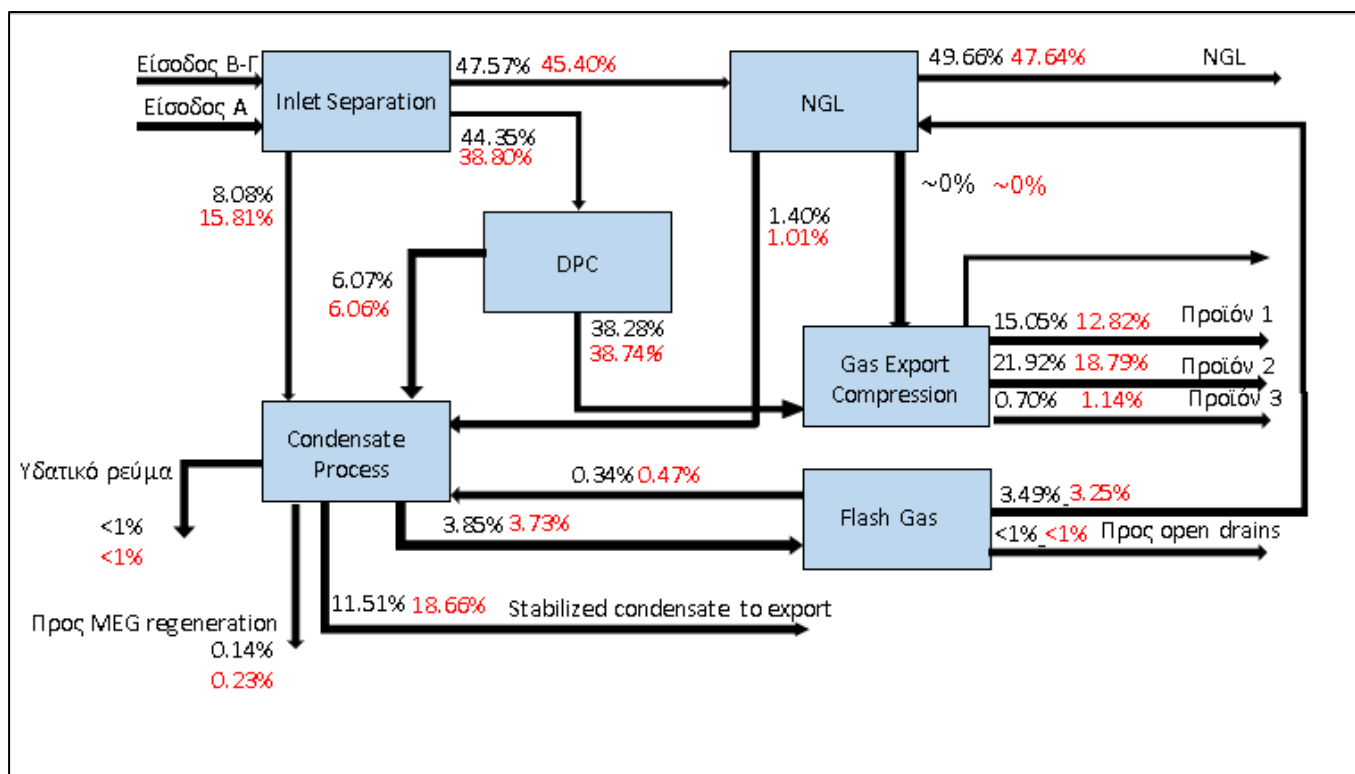 Είσοδος Β-Γ
47.57% 45.40%
49.66% 47.64%
NGL
Inlet Separation
NGL
Είσοδος Α
44.35%
38.80%
~0% ~0%
8.08%
15.81%
1.40%
1.01%
DPC
6.07%
6.06%
38.28%
38.74%
15.05% 12.82%
Προϊόν 1
Gas Export
Compression
21.92% 18.79%
Προϊόν 2
0.70% 1.14%
Προϊόν 3
Condensate
Process
Υδατικό ρεύμα
0.34% 0.47%
3.49%_3.25%
Flash Gas
<1%
<1%
3.85% 3.73%
<1%_<1%
Προς open drains
11.51% 18.66%
Stabilized condensate to export
Προς MEG regeneration
0.14%
0.23%